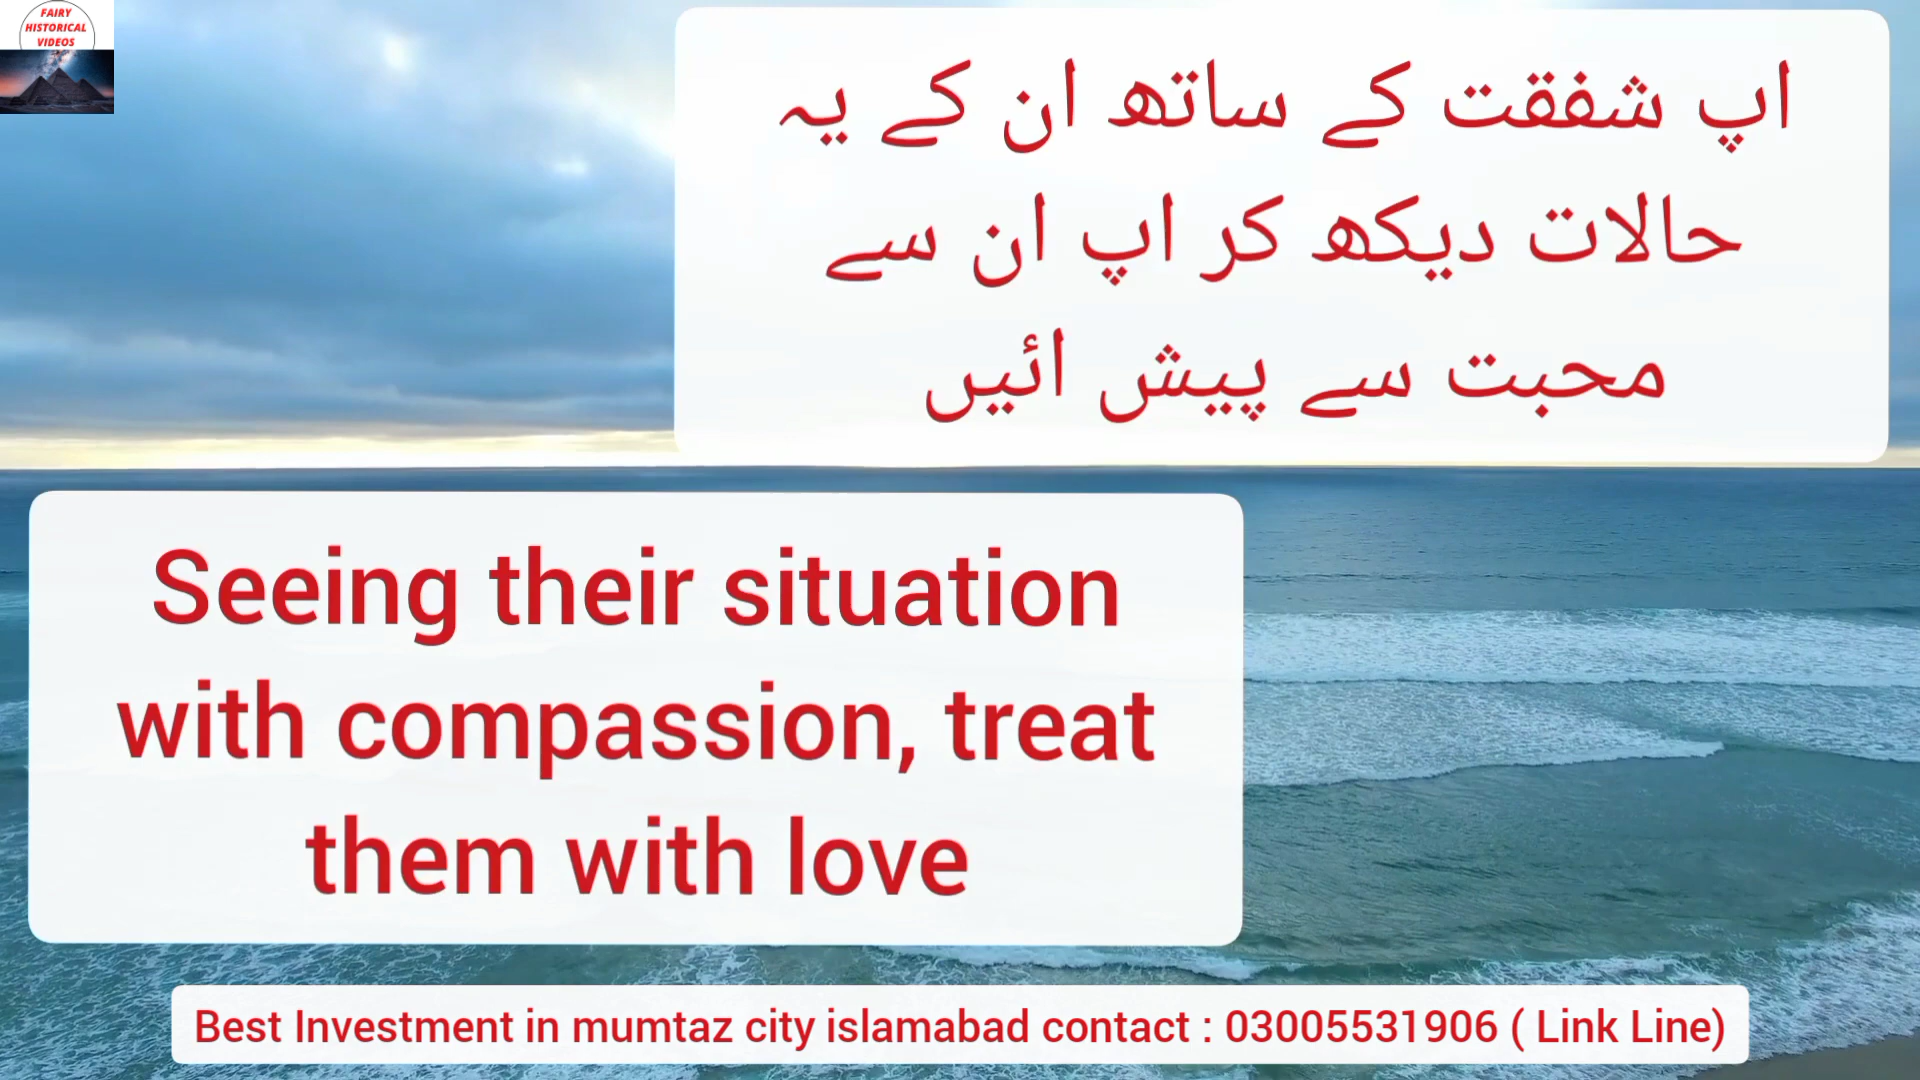 FAIRY
HISTORICAL
VIDEOS
اپ شفقت کے ساتھ ان کے یہ
حالات دیکھ کر اپ ان سے
محبت سے پیش ائیں
Seeing their situation
with compassion, treat
them with love
Best Investment in mumtaz city islamabad contact : 03005531906 ( Link Line)